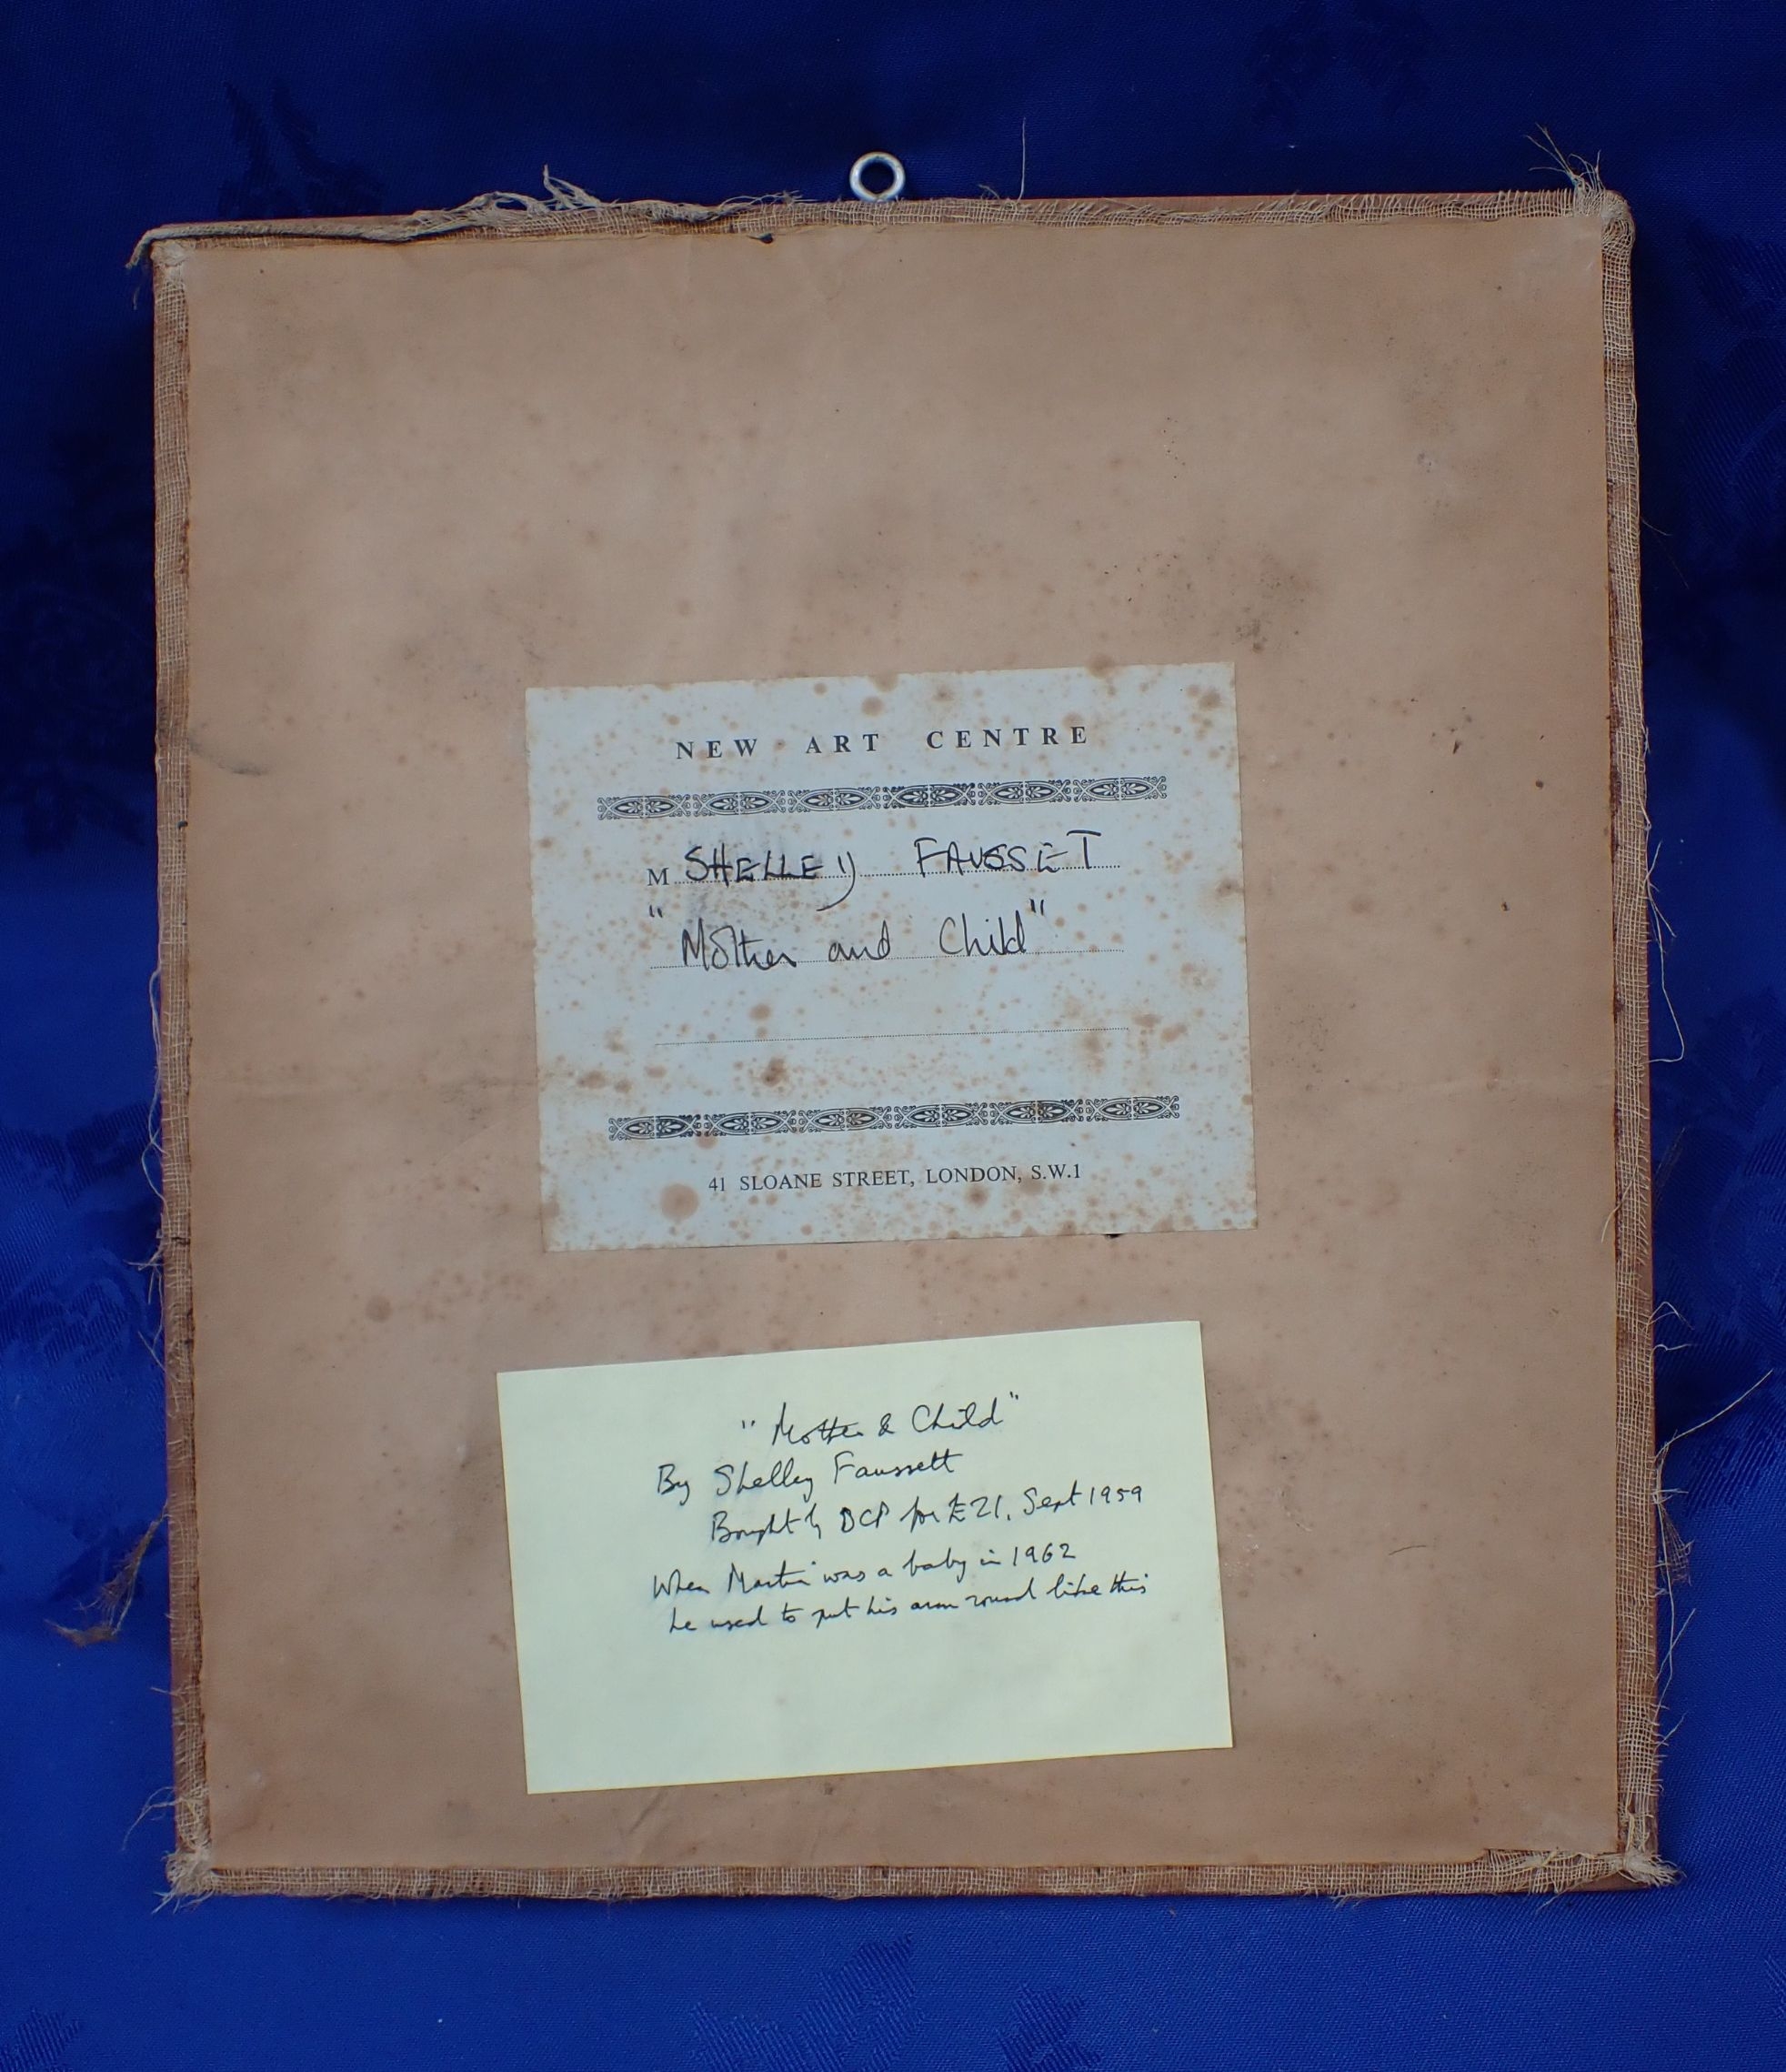 NEW ART CENTRE
M SHELLEY FAUSSET
"Mother and Child"
41 SLOANE STREET, LONDON, S.W.1
"Mother & Child"
By Shelley Faussett
Bought by DCP for £21, Sept 1959
When Martin was a baby in 1962
he used to put his arm round like this